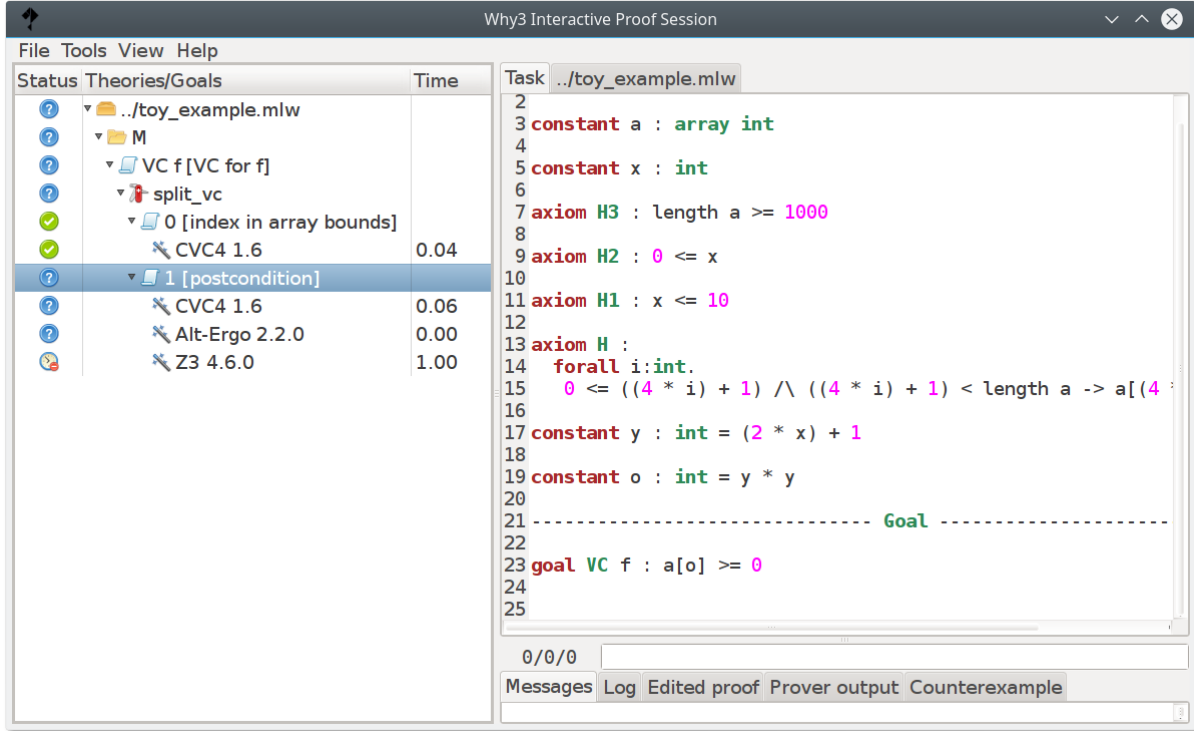 Why3 Interactive Proof Session
File Tools View Help
Status Theories/Goals Time
../toy_example.mlw
M
VC f [VC for f]
split_vc
0 [index in array bounds]
CVC4 1.6 0.04
1 [postcondition]
CVC4 1.6 0.06
Alt-Ergo 2.2.0 0.00
Z3 4.6.0 1.00
Task ../toy_example.mlw
2
3 constant a : array int
4
5 constant x : int
6
7 axiom H3 : length a >= 1000
8
9 axiom H2 : 0 <= x
10
11 axiom H1 : x <= 10
12
13 axiom H :
14 forall i:int.
15 0 <= ((4 * i) + 1) /\ ((4 * i) + 1) < length a -> a[(4 *
16
17 constant y : int = (2 * x) + 1
18
19 constant o : int = y * y
20
21 ------------------------------- Goal ---------------------
22
23 goal VC f : a[o] >= 0
24
25
0/0/0
Messages Log Edited proof Prover output Counterexample